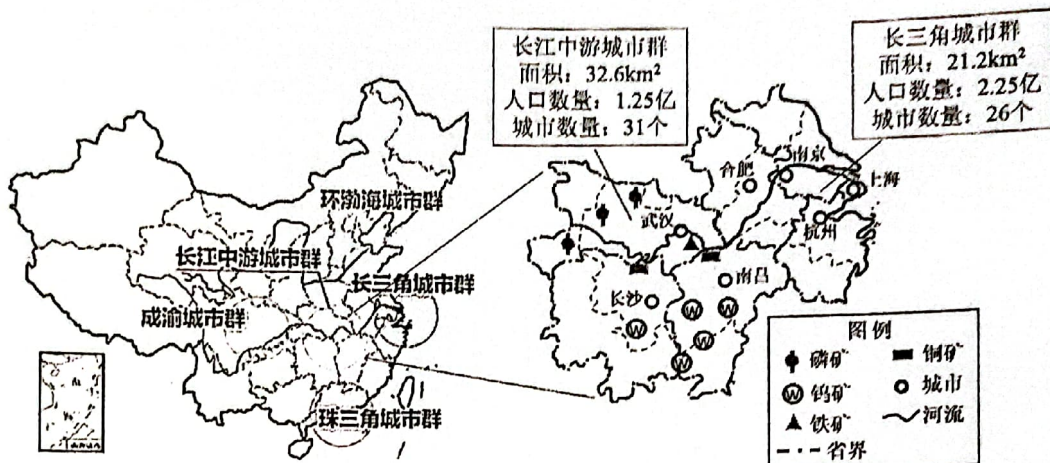 长江中游城市群
面积：32.6km²
人口数量：1.25亿
城市数量：31个
长三角城市群
面积：21.2km²
人口数量：2.25亿
城市数量：26个
环渤海城市群
长江中游城市群
长三角城市群
成渝城市群
珠三角城市群
合肥
南京
上海
武汉
杭州
南昌
长沙
W
W
W
W
W
图例
磷矿
铜矿
W 钨矿
城市
铁矿
河流
省界